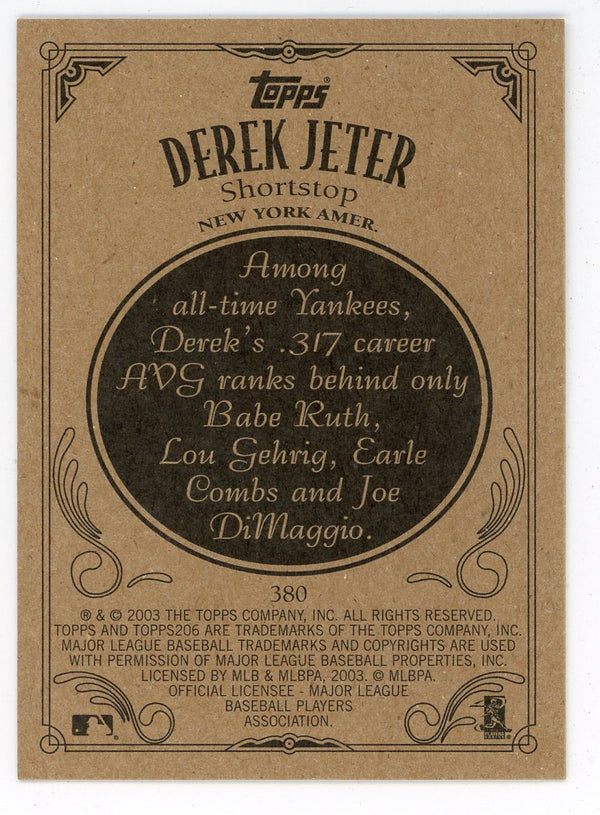 topps®
DEREK JETER
Shortstop
NEW YORK AMER.
Among
all-time Yankees,
Derek's .317 career
AVG ranks behind only
Babe Ruth,
Lou Gehrig, Earle
Combs and Joe
DiMaggio.
380
® & © 2003 THE TOPPS COMPANY, INC. ALL RIGHTS RESERVED.
TOPPS AND TOPPS206 ARE TRADEMARKS OF THE TOPPS COMPANY, INC.
MAJOR LEAGUE BASEBALL TRADEMARKS AND COPYRIGHTS ARE USED
WITH PERMISSION OF MAJOR LEAGUE BASEBALL PROPERTIES, INC.
LICENSED BY MLB & MLBPA, 2003. © MLBPA.
OFFICIAL LICENSEE - MAJOR LEAGUE
BASEBALL PLAYERS
ASSOCIATION.